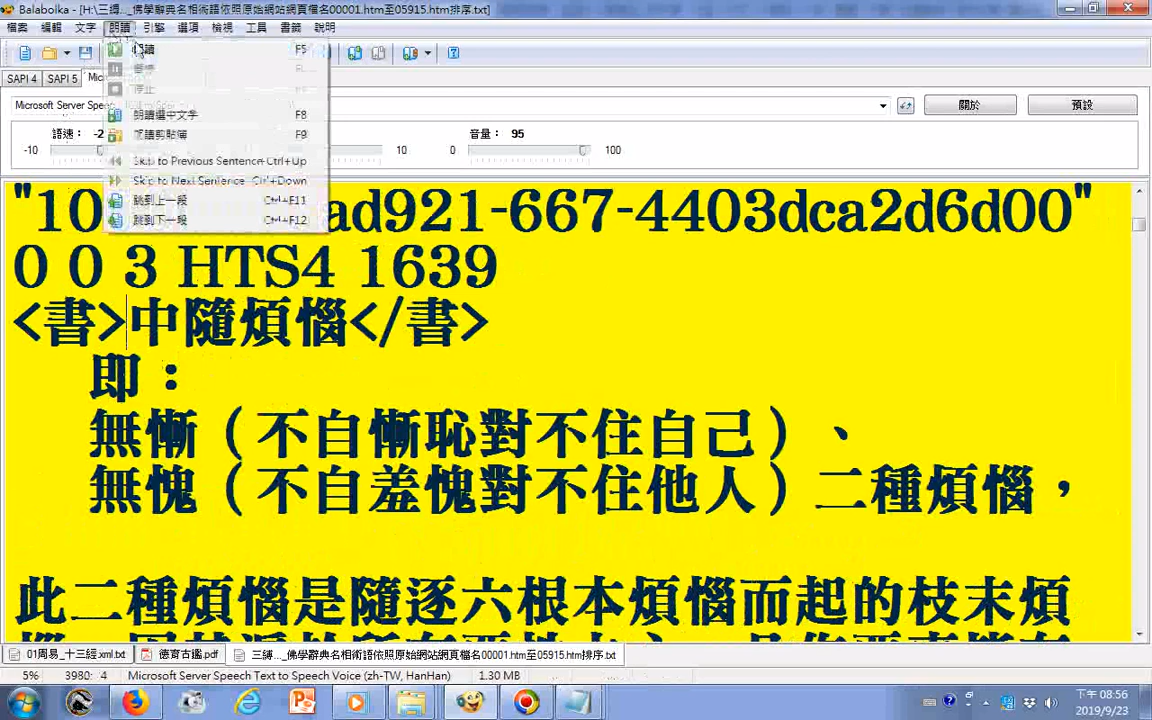 Balabolka - [H:\三縛._佛學辭典名相術語依照原始網站網頁檔名00001.htm至05915.htm排序.txt]
檔案 編輯 文字 朗讀 引擎 選項 檢視 工具 書籤 說明
朗讀 F5
停止
朗讀選中文字 F8
朗讀剪貼簿 F9
Skip to Previous Sentence Ctrl+Up
Skip to Next Sentence Ctrl+Down
跳到上一段 Ctrl+F11
跳到下一段 Ctrl+F12
SAPI 4 SAPI 5
Microsoft Server Spee
關於 預設
語速： -2 音量： 95
-10 10 0 100
"10 ad921-667-4403dca2d6d00"
0 0 3 HTS4 1639
<書>中隨煩惱</書>
即：
無慚（不自慚恥對不住自己）、
無愧（不自羞愧對不住他人）二種煩惱，
此二種煩惱是隨逐六根本煩惱而起的枝末煩
01周易_十三經.xml.txt 德育古鑑.pdf 三縛..._佛學辭典名相術語依照原始網站網頁檔名00001.htm至05915.htm排序.txt
5% 3980: 4 Microsoft Server Speech Text to Speech Voice (zh-TW, HanHan) 1.30 MB
下午 08:56
2019/9/23